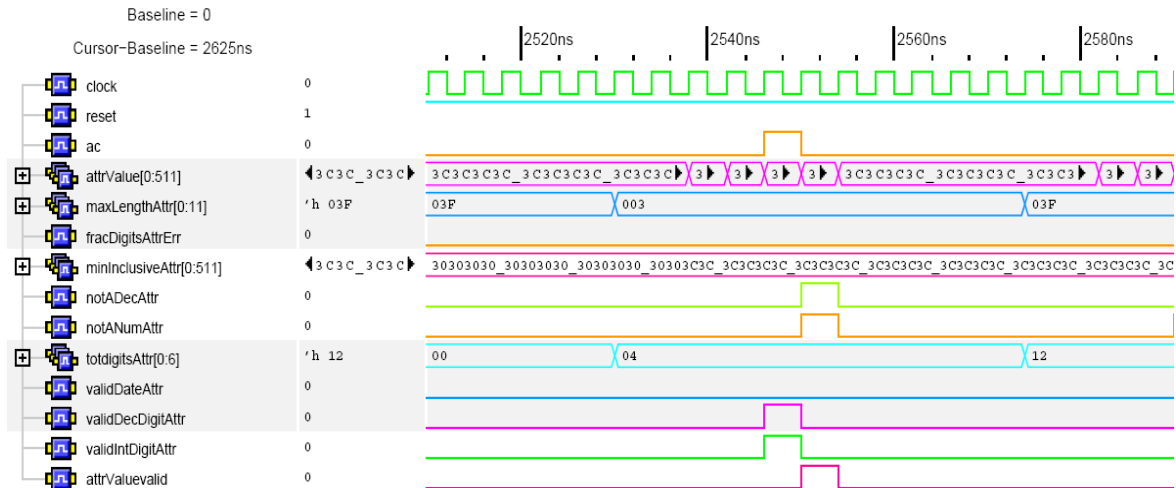 Baseline = 0
Cursor-Baseline = 2625ns
2520ns 2540ns 2560ns 2580ns
clock 0
reset 1
ac 0
attrValue[0:511] 3C3C_3C3C 3C3C3C3C_3C3C3C3C_3C3C3C 3 3 3 3 3C3C3C3C_3C3C3C3C_3C3C3 3 3
maxLengthAttr[0:11] 'h 03F 03F 003 03F
fracDigitsAttrErr 0
minInclusiveAttr[0:511] 3C3C_3C3C 30303030_30303030_30303030_30303C3C_3C3C3C3C_3C3C3C3C_3C3C3C3C_3C3C3C3C_3C3C3C3C_3C
notADecAttr 0
notANumAttr 0
totdigitsAttr[0:6] 'h 12 00 04 12
validDateAttr 0
validDecDigitAttr 0
validIntDigitAttr 0
attrValuevalid 0